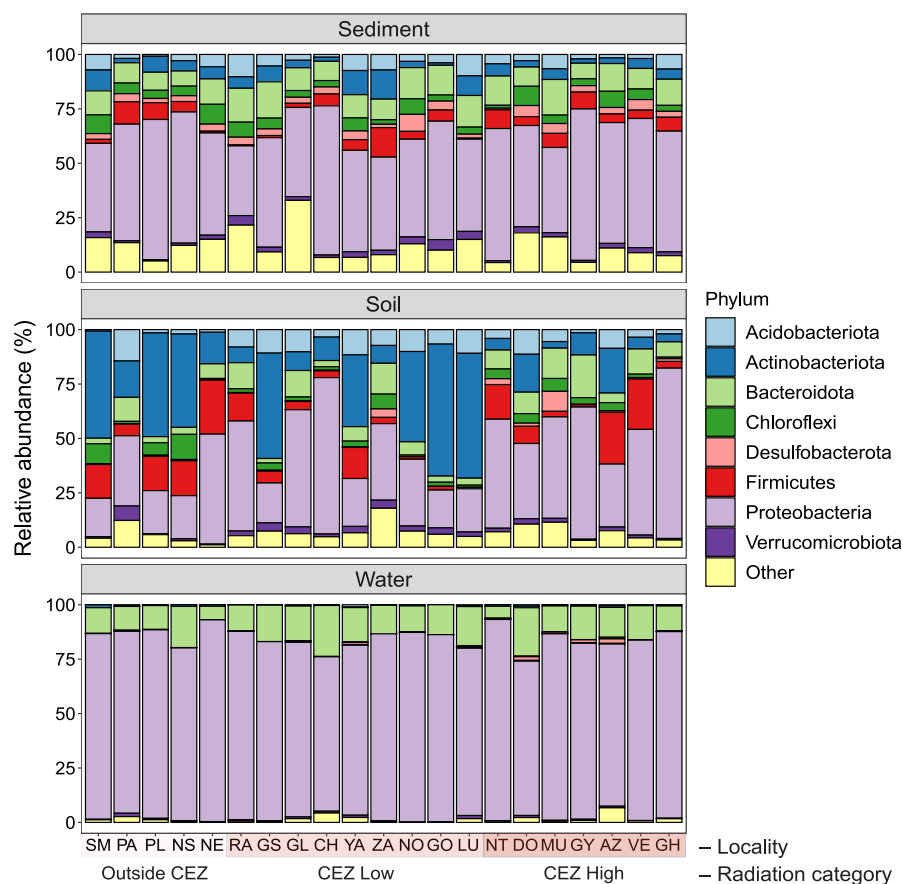 Sediment
100
75
50
25
0
Soil
100
75
50
25
0
Water
100
75
50
25
0
Relative abundance (%)
SM PA PL NS NE RA GS GL CH YA ZA NO GO LU NT DO MU GY AZ VE GH
Outside CEZ CEZ Low CEZ High
Phylum
Acidobacteriota
Actinobacteriota
Bacteroidota
Chloroflexi
Desulfobacterota
Firmicutes
Proteobacteria
Verrucomicrobiota
Other
– Locality
– Radiation category